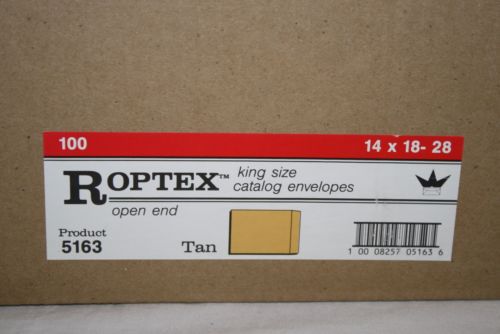 100 14 x 18- 28
ROPTEX™ king size
catalog envelopes
open end
Product
5163 Tan
1 00 08257 05163 6